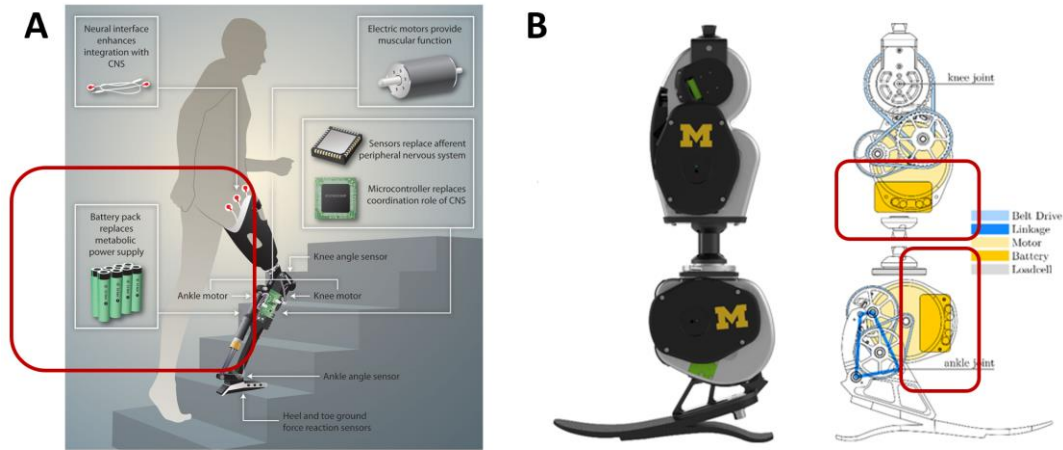 A
Neural interface
enhances
integration with
CNS
Electric motors provide
muscular function
Sensors replace afferent
peripheral nervous system
Microcontroller replaces
coordination role of CNS
Battery pack
replaces
metabolic
power supply
Knee angle sensor
Ankle motor
Knee motor
Ankle angle sensor
Heel and toe ground
force reaction sensors
B
M
M
knee joint
Belt Drive
Linkage
Motor
Battery
Loadcell
ankle joint